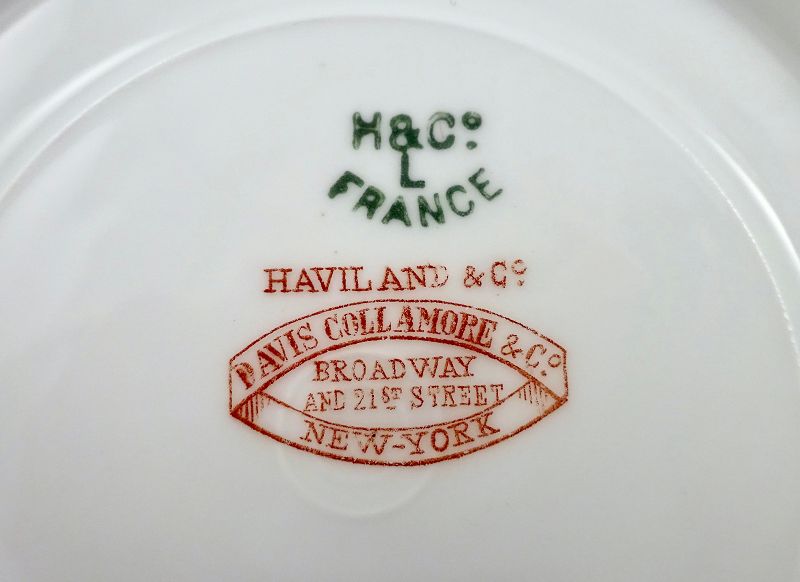 H&Cº
L
FRANCE
HAVILAND & Cº
DAVIS COLLAMORE & Cº
BROADWAY
AND 21ST STREET
NEW-YORK